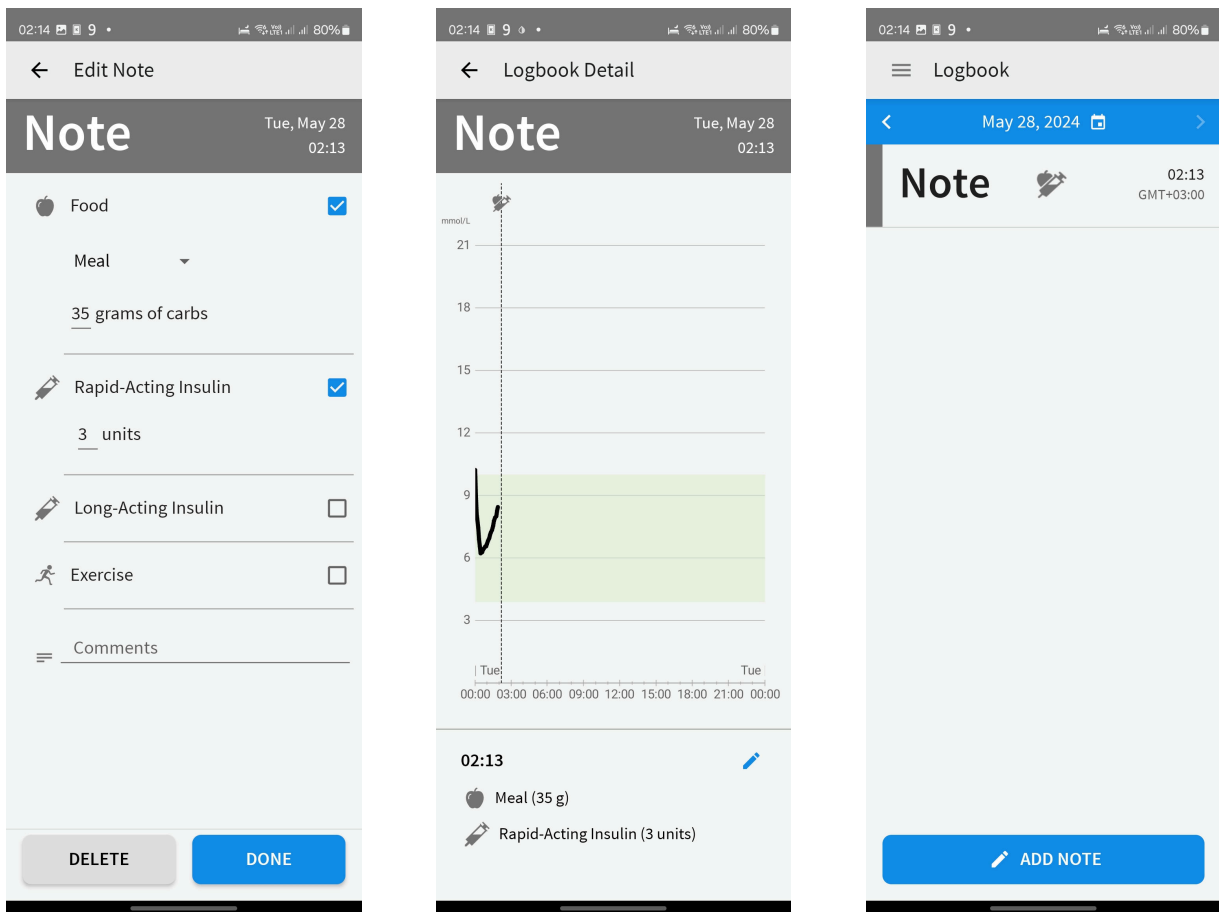 02:14 9 •
80%
Edit Note
Note
Tue, May 28
02:13
Food
Meal
35 grams of carbs
Rapid-Acting Insulin
3 units
Long-Acting Insulin
Exercise
Comments
DELETE
DONE
02:14 9 •
80%
Logbook Detail
Note
Tue, May 28
02:13
mmol/L
21
18
15
12
9
6
3
Tue
Tue
00:00 03:00 06:00 09:00 12:00 15:00 18:00 21:00 00:00
02:13
Meal (35 g)
Rapid-Acting Insulin (3 units)
02:14 9 •
80%
Logbook
May 28, 2024
Note
02:13
GMT+03:00
ADD NOTE